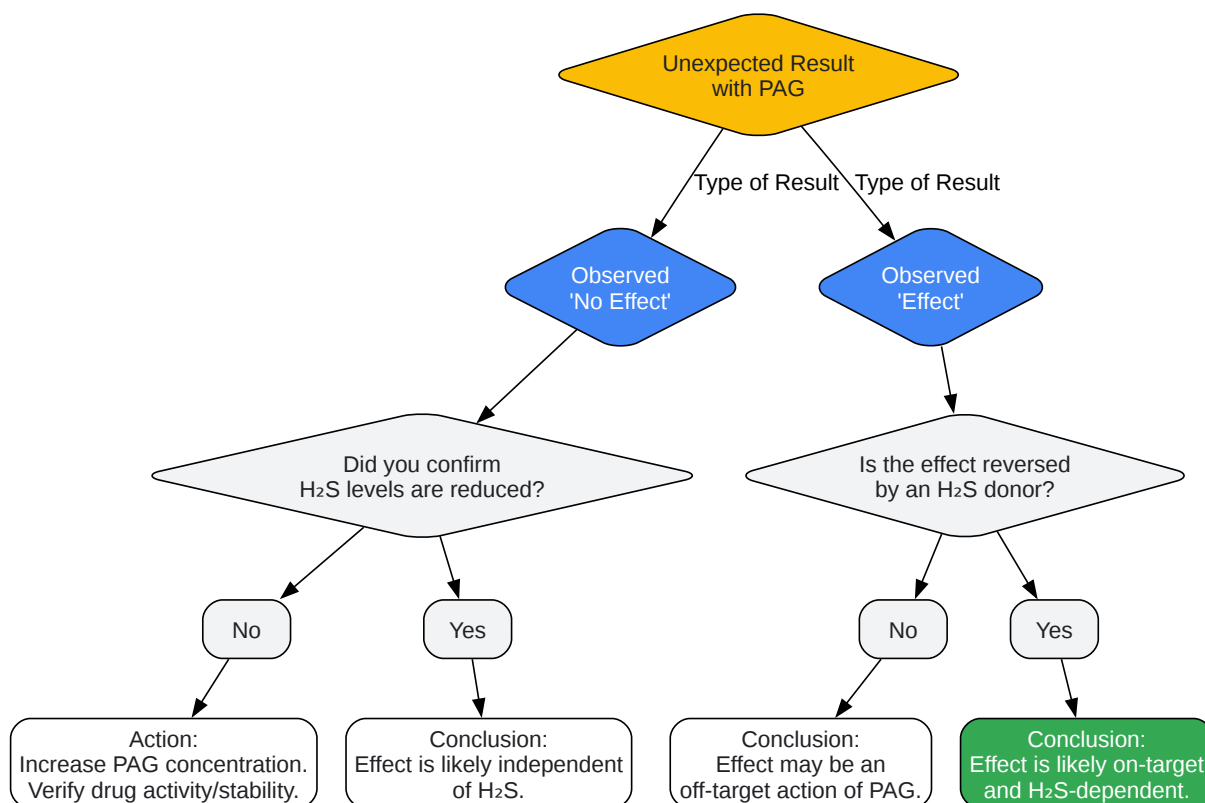 Unexpected Result
with PAG
Type of Result
Type of Result
Observed
'No Effect'
Observed
'Effect'
Did you confirm
H₂S levels are reduced?
Is the effect reversed
by an H₂S donor?
No
Yes
No
Yes
Action:
Increase PAG concentration.
Verify drug activity/stability.
Conclusion:
Effect is likely independent
of H₂S.
Conclusion:
Effect may be an
off-target action of PAG.
Conclusion:
Effect is likely on-target
and H₂S-dependent.